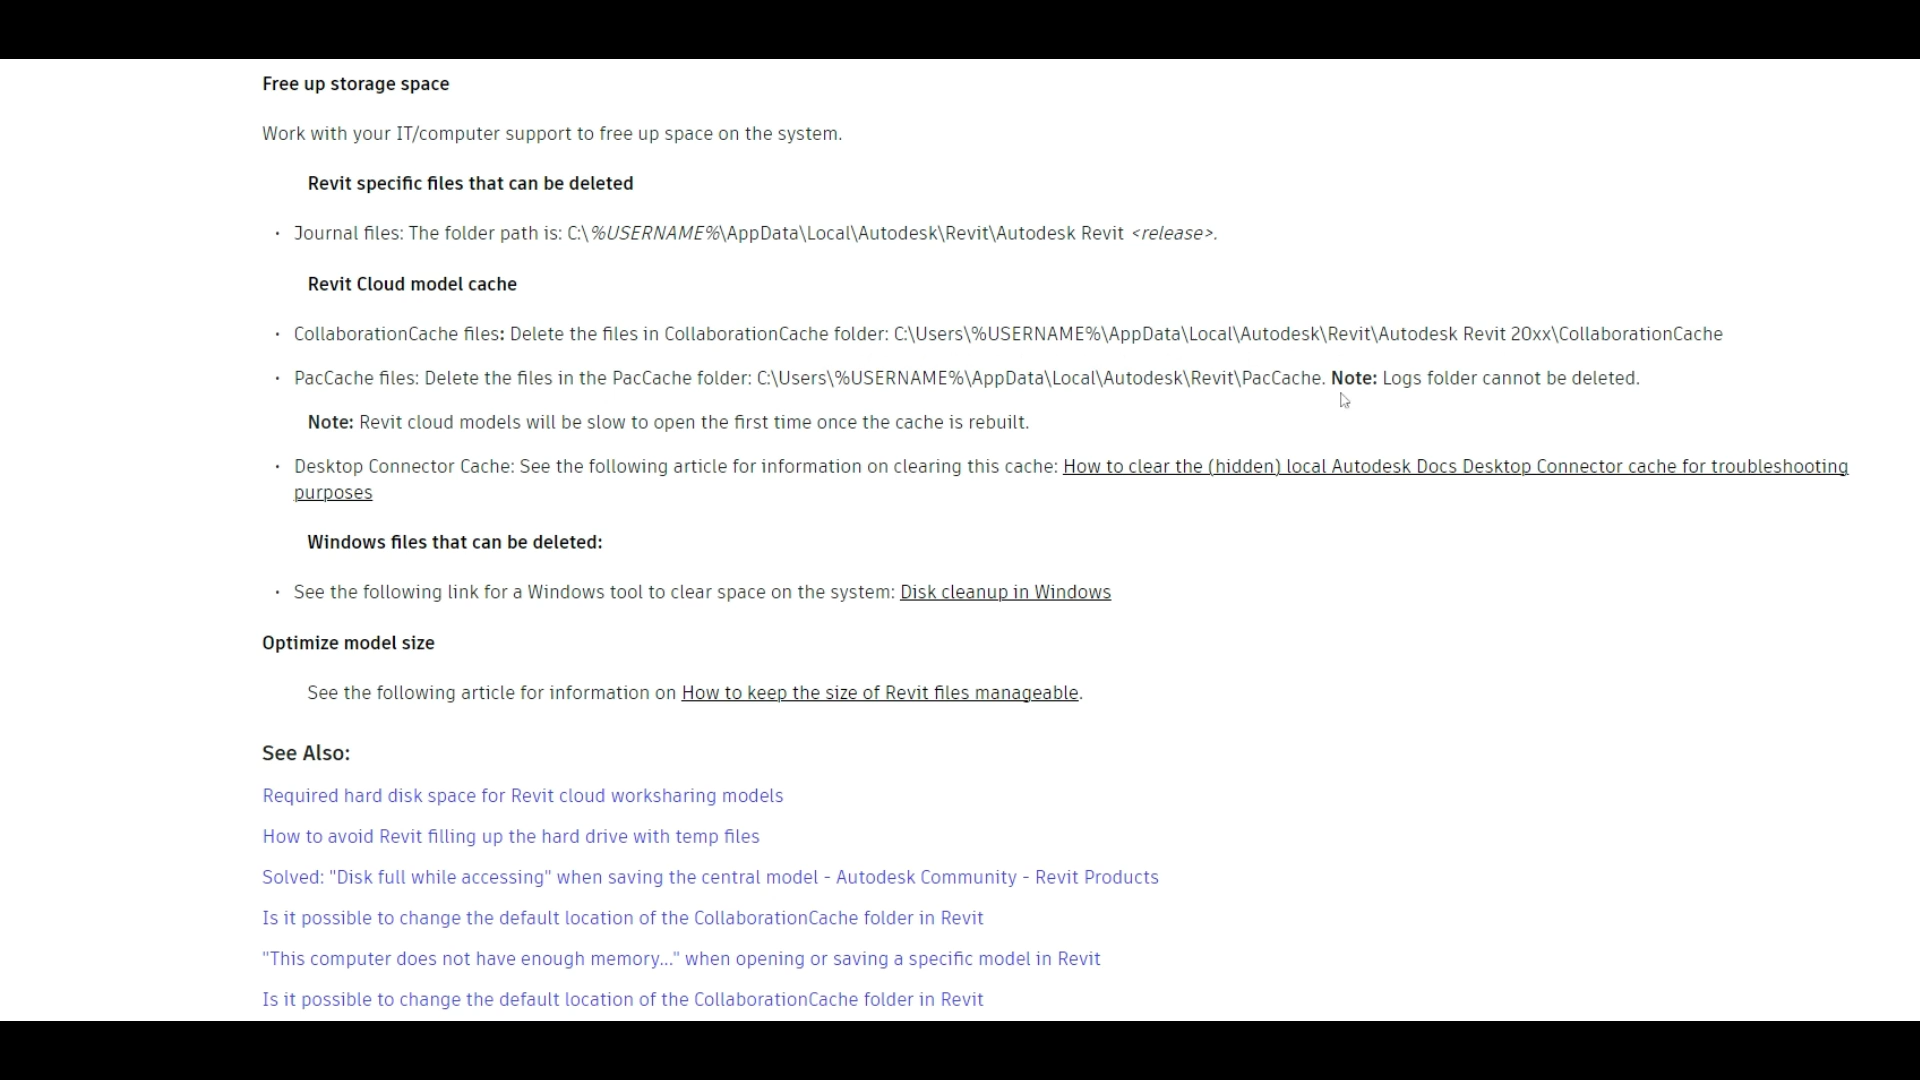 Free up storage space
Work with your IT/computer support to free up space on the system.
Revit specific files that can be deleted
· Journal files: The folder path is: C:\%USERNAME%\AppData\Local\Autodesk\Revit\Autodesk Revit <release>.
Revit Cloud model cache
· CollaborationCache files: Delete the files in CollaborationCache folder: C:\Users\%USERNAME%\AppData\Local\Autodesk\Revit\Autodesk Revit 20xx\CollaborationCache
· PacCache files: Delete the files in the PacCache folder: C:\Users\%USERNAME%\AppData\Local\Autodesk\Revit\PacCache. Note: Logs folder cannot be deleted.
Note: Revit cloud models will be slow to open the first time once the cache is rebuilt.
· Desktop Connector Cache: See the following article for information on clearing this cache: How to clear the (hidden) local Autodesk Docs Desktop Connector cache for troubleshooting
purposes
Windows files that can be deleted:
· See the following link for a Windows tool to clear space on the system: Disk cleanup in Windows
Optimize model size
See the following article for information on How to keep the size of Revit files manageable.
See Also:
Required hard disk space for Revit cloud worksharing models
How to avoid Revit filling up the hard drive with temp files
Solved: "Disk full while accessing" when saving the central model - Autodesk Community - Revit Products
Is it possible to change the default location of the CollaborationCache folder in Revit
"This computer does not have enough memory..." when opening or saving a specific model in Revit
Is it possible to change the default location of the CollaborationCache folder in Revit